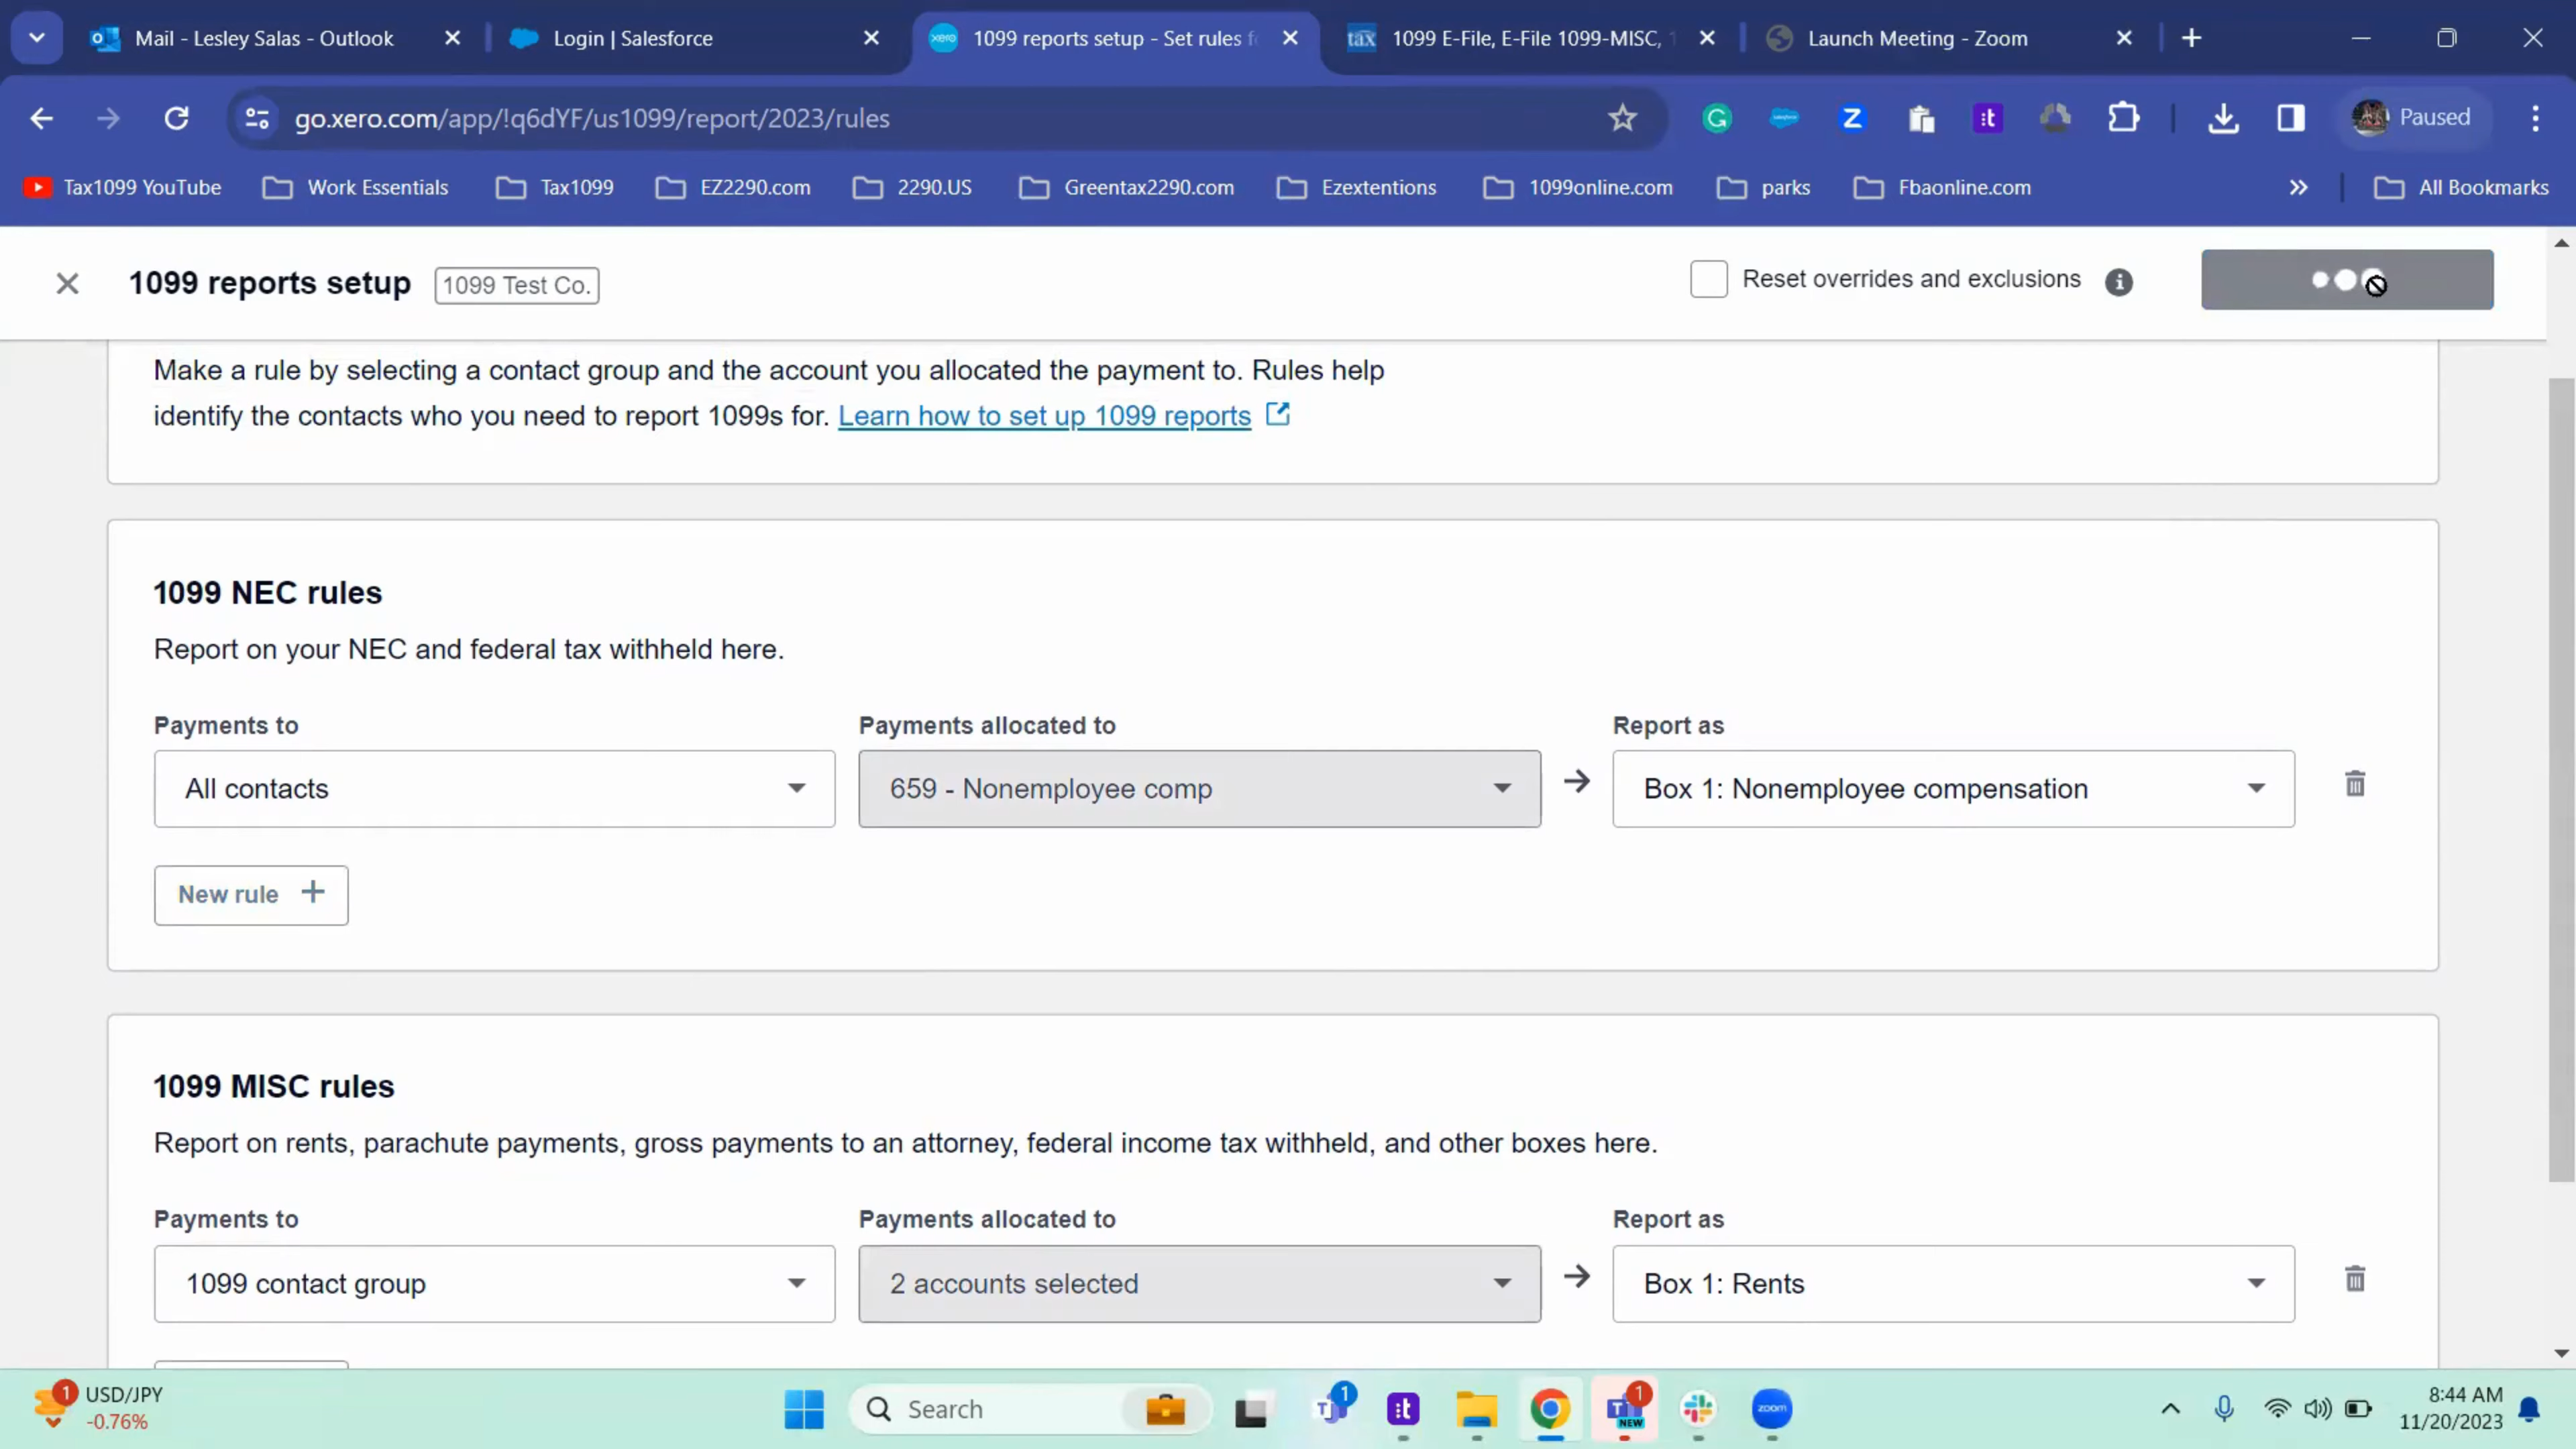 Mail - Lesley Salas - Outlook
Login | Salesforce
xero
1099 reports setup - Set rules f
tax
1099 E-File, E-File 1099-MISC,
Launch Meeting - Zoom
go.xero.com/app/!q6dYF/us1099/report/2023/rules
Paused
Tax1099 YouTube
Work Essentials
Tax1099
EZ2290.com
2290.US
Greentax2290.com
Ezextentions
1099online.com
parks
Fbaonline.com
All Bookmarks
1099 reports setup
1099 Test Co.
Reset overrides and exclusions
Make a rule by selecting a contact group and the account you allocated the payment to. Rules help
identify the contacts who you need to report 1099s for. Learn how to set up 1099 reports
1099 NEC rules
Report on your NEC and federal tax withheld here.
Payments to
Payments allocated to
Report as
All contacts
659 - Nonemployee comp
Box 1: Nonemployee compensation
New rule
1099 MISC rules
Report on rents, parachute payments, gross payments to an attorney, federal income tax withheld, and other boxes here.
Payments to
Payments allocated to
Report as
1099 contact group
2 accounts selected
Box 1: Rents
1
USD/JPY
-0.76%
Search
1
:tt
1
NEW
zoom
8:44 AM
11/20/2023